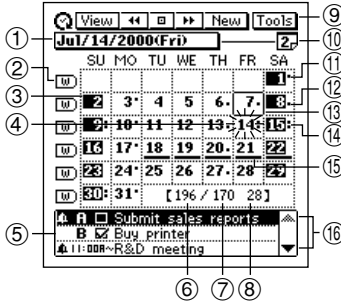 View ◀◀ ▶▶ New Tools ⑨
① Jul/14/2000(Fri) 2 ⑩
② SU MO TU WE TH FR SA
W 1 ⑪
③ W 2 3 4 5 6 7 8 ⑫
⑬
④ W 9 10 11 12 13 14 15 ⑭
W 16 17 18 19 20 21 22
W 23 24 25 26 27 28 29 ⑮
W 30 31 [196/170 28]
⑤ A Submit sales reports ⑯
B Buy printer
11:00A~R&D meeting
⑥ ⑦ ⑧